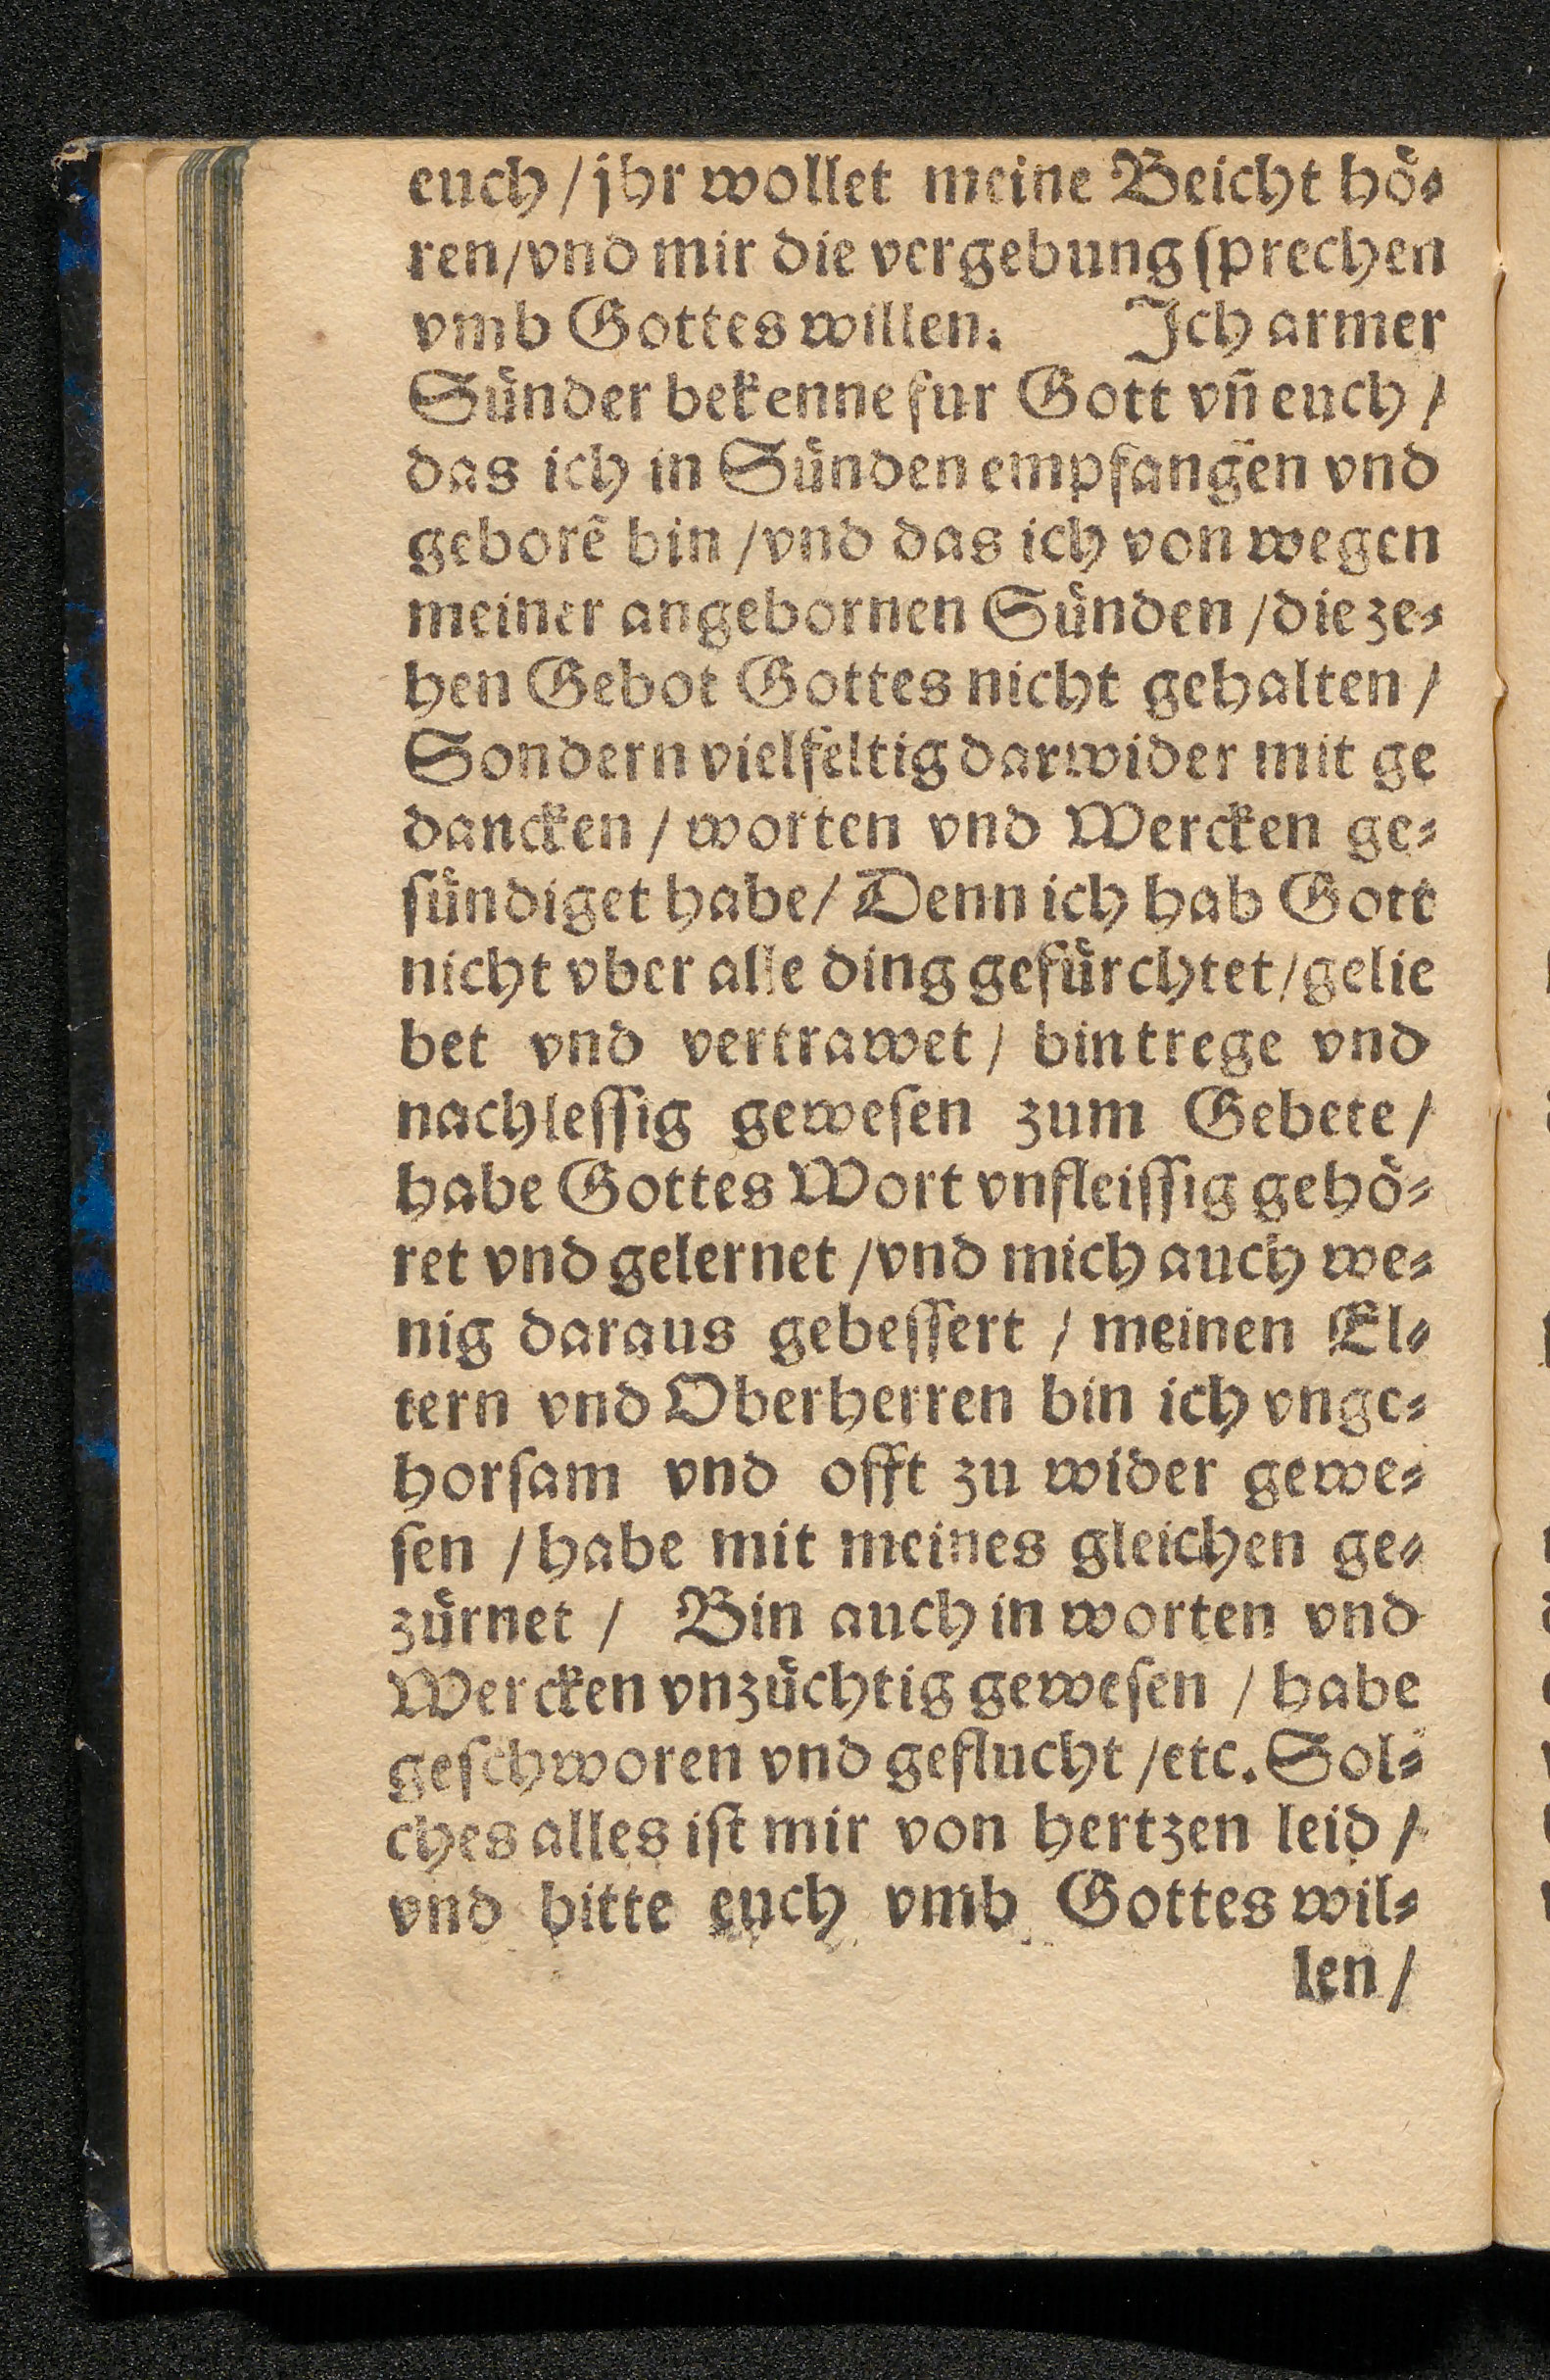 euch / jhr wollet meine Beicht hö⸗
ren / vnd mir die vergebung ſprechen
vmb Gottes willen. Ich armer
Sünder bekenne fur Gott vñ euch /
das ich in Sünden empfangẽn vnd
geborẽ bin / vnd das ich von wegen
meiner angebornen Sünden / die ze⸗
hen Gebot Gottes nicht gehalten /
Sondern vielfeltig darwider mit ge
dancken / worten vnd Wercken ge⸗
ſündiget habe / Denn ich hab Gott
nicht vber alle ding gefürchtet / gelie
bet vnd vertrawet / bin trege vnd
nachleſſig geweſen zum Gebete /
habe Gottes Wort vnfleiſſig gehö⸗
ret vnd gelernet / vnd mich auch we⸗
nig daraus gebeſſert / meinen El⸗
tern vnd Oberherren bin ich vnge⸗
horſam vnd offt zu wider gewe⸗
ſen / habe mit meines gleichen ge⸗
zürnet / Bin auch in worten vnd
Wercken vnzüchtig geweſen / habe
geſchworen vnd geflucht / etc. Sol⸗
ches alles iſt mir von hertzen leid /
vnd bitte euch vmb Gottes wil⸗
len /